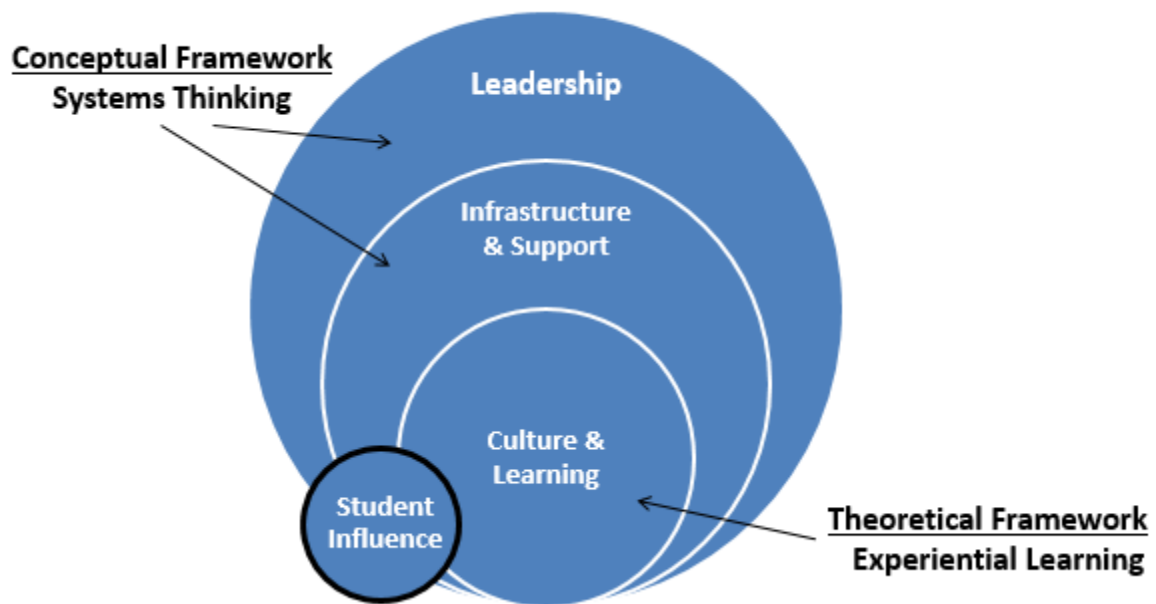 Conceptual Framework
Systems Thinking
Leadership
Infrastructure
& Support
Culture &
Learning
Student
Influence
Theoretical Framework
Experiential Learning